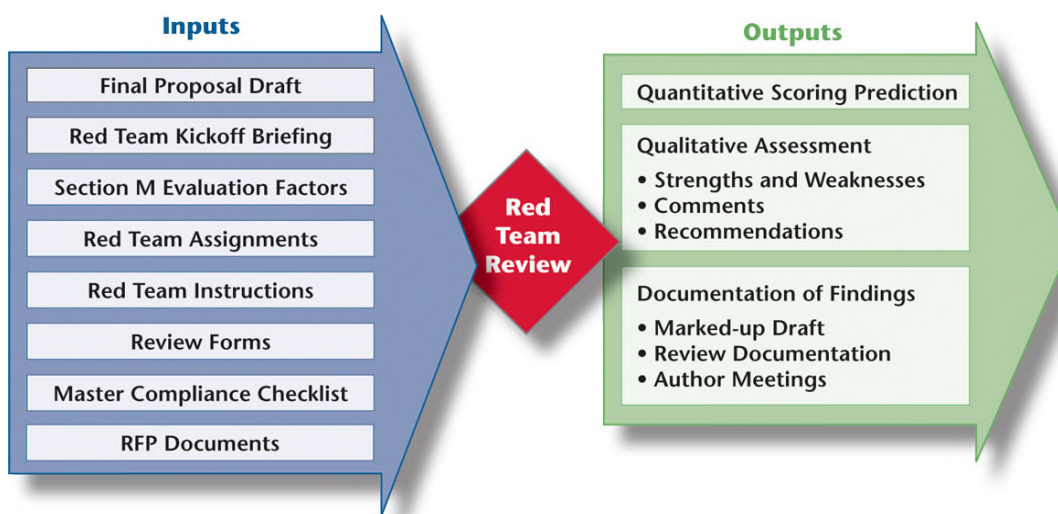 Inputs
Final Proposal Draft
Red Team Kickoff Briefing
Section M Evaluation Factors
Red Team Assignments
Red Team Instructions
Review Forms
Master Compliance Checklist
RFP Documents
Red
Team
Review
Outputs
Quantitative Scoring Prediction
Qualitative Assessment
• Strengths and Weaknesses
• Comments
• Recommendations
Documentation of Findings
• Marked-up Draft
• Review Documentation
• Author Meetings